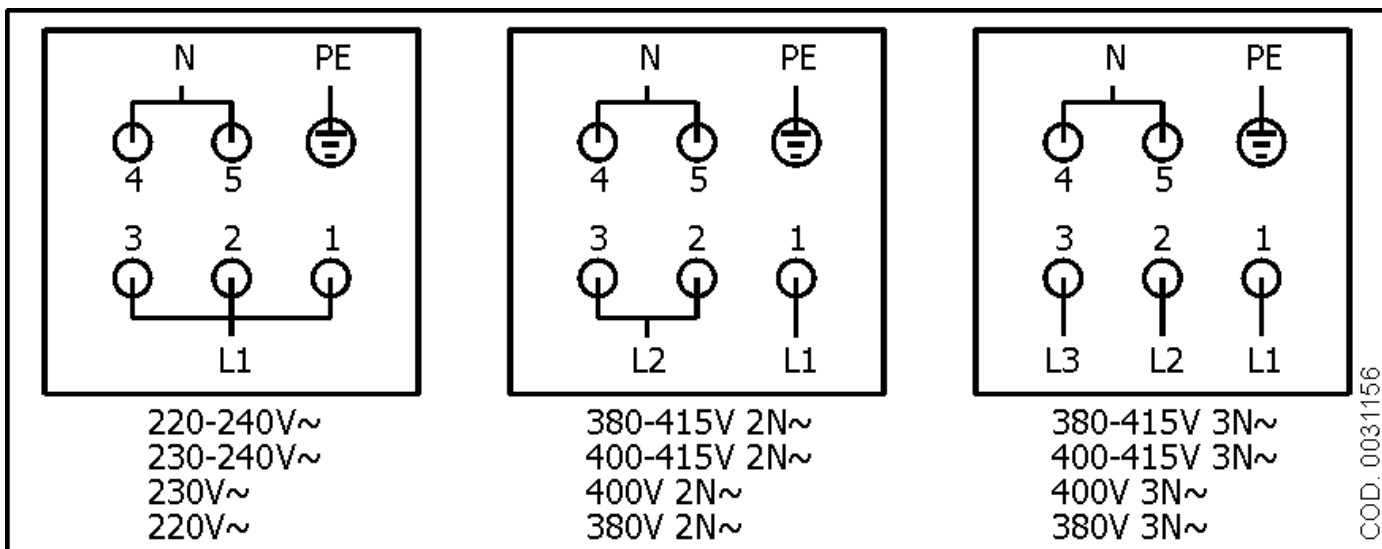 N PE
4 5
3 2 1
L1
220-240V~
230-240V~
230V~
220V~
N PE
4 5
3 2 1
L2 L1
380-415V 2N~
400-415V 2N~
400V 2N~
380V 2N~
N PE
4 5
3 2 1
L3 L2 L1
380-415V 3N~
400-415V 3N~
400V 3N~
380V 3N~
COD. 0031156